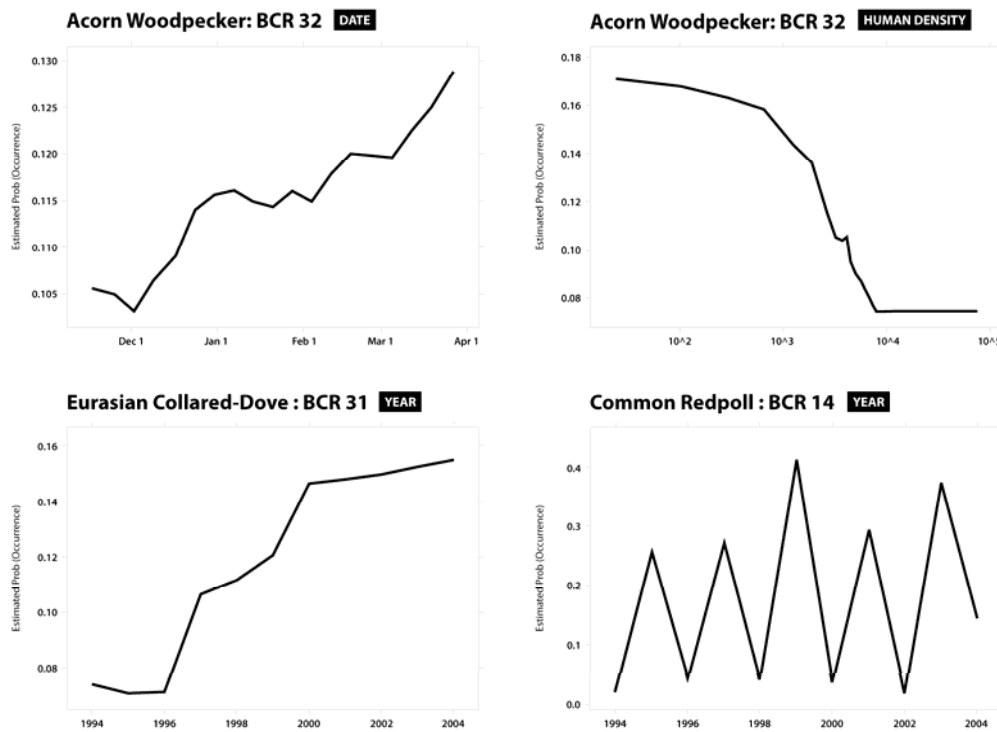 Acorn Woodpecker: BCR 32 DATE
Estimated Prob (Occurrence)
0.130
0.125
0.120
0.115
0.110
0.105
Dec 1 Jan 1 Feb 1 Mar 1 Apr 1
Acorn Woodpecker: BCR 32 HUMAN DENSITY
Estimated Prob (Occurrence)
0.18
0.16
0.14
0.12
0.10
0.08
10^2 10^3 10^4 10^5
Eurasian Collared-Dove : BCR 31 YEAR
Estimated Prob (Occurrence)
0.16
0.14
0.12
0.10
0.08
1994 1996 1998 2000 2002 2004
Common Redpoll : BCR 14 YEAR
Estimated Prob (Occurrence)
0.4
0.3
0.2
0.1
0.0
1994 1996 1998 2000 2002 2004